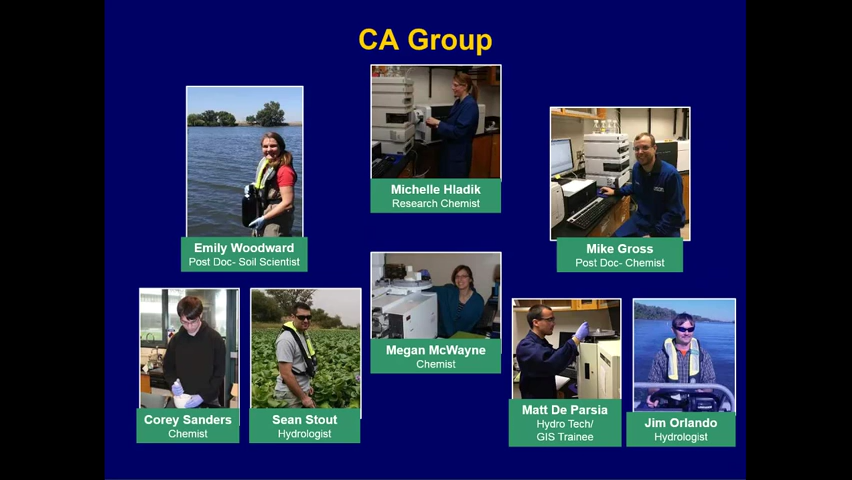 CA Group
Michelle Hladik
Research Chemist
Emily Woodward
Post Doc- Soil Scientist
Mike Gross
Post Doc- Chemist
Megan McWayne
Chemist
Corey Sanders
Chemist
Sean Stout
Hydrologist
Matt De Parsia
Hydro Tech/
GIS Trainee
Jim Orlando
Hydrologist